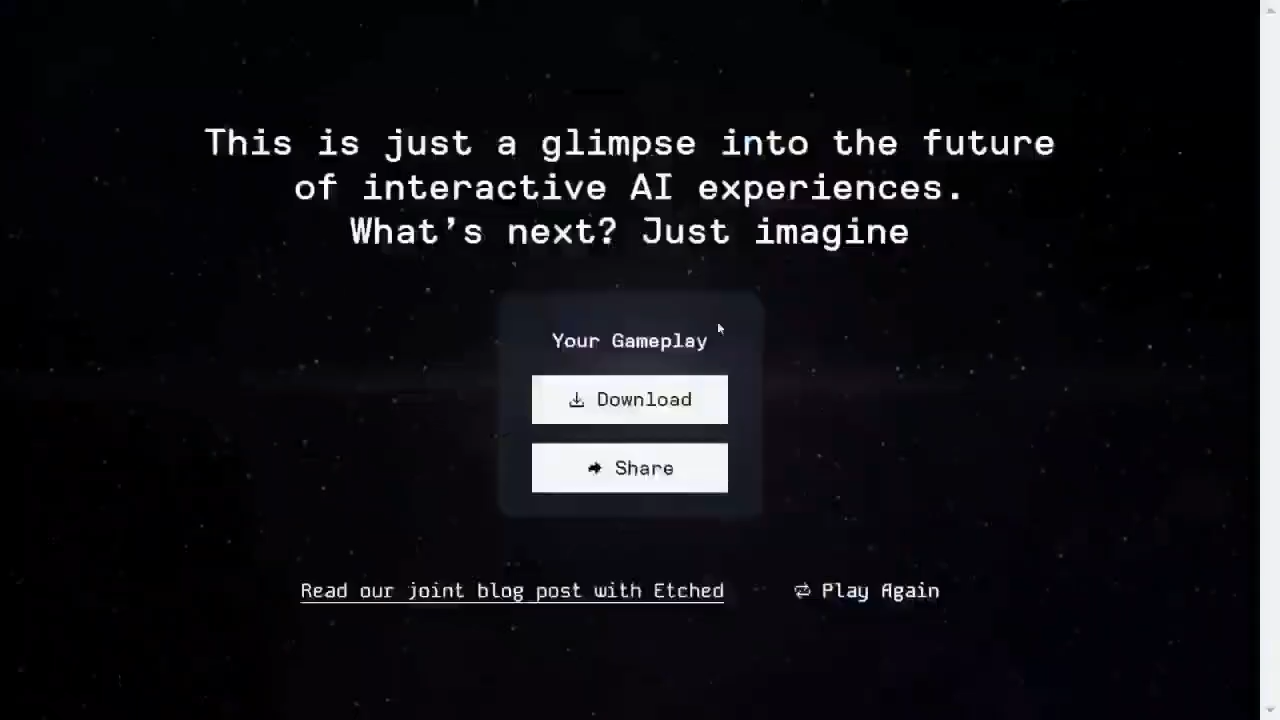 This is just a glimpse into the future
of interactive AI experiences.
What's next? Just imagine
Your Gameplay
Download
Share
Read our joint blog post with Etched
Play Again